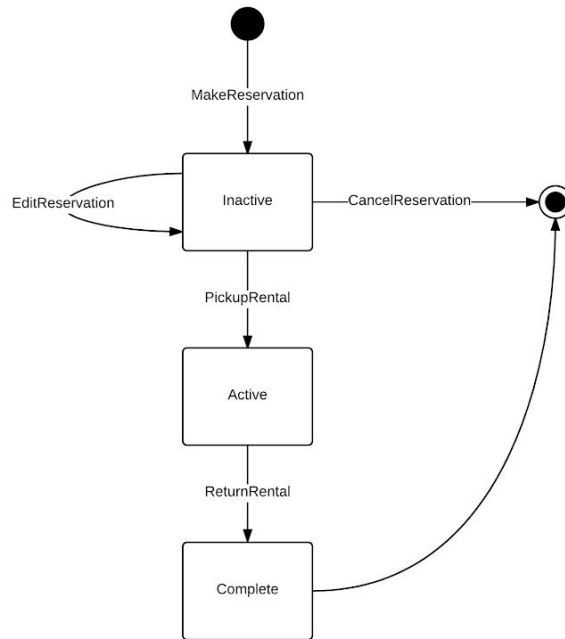 MakeReservation
Inactive
EditReservation
CancelReservation
PickupRental
Active
ReturnRental
Complete